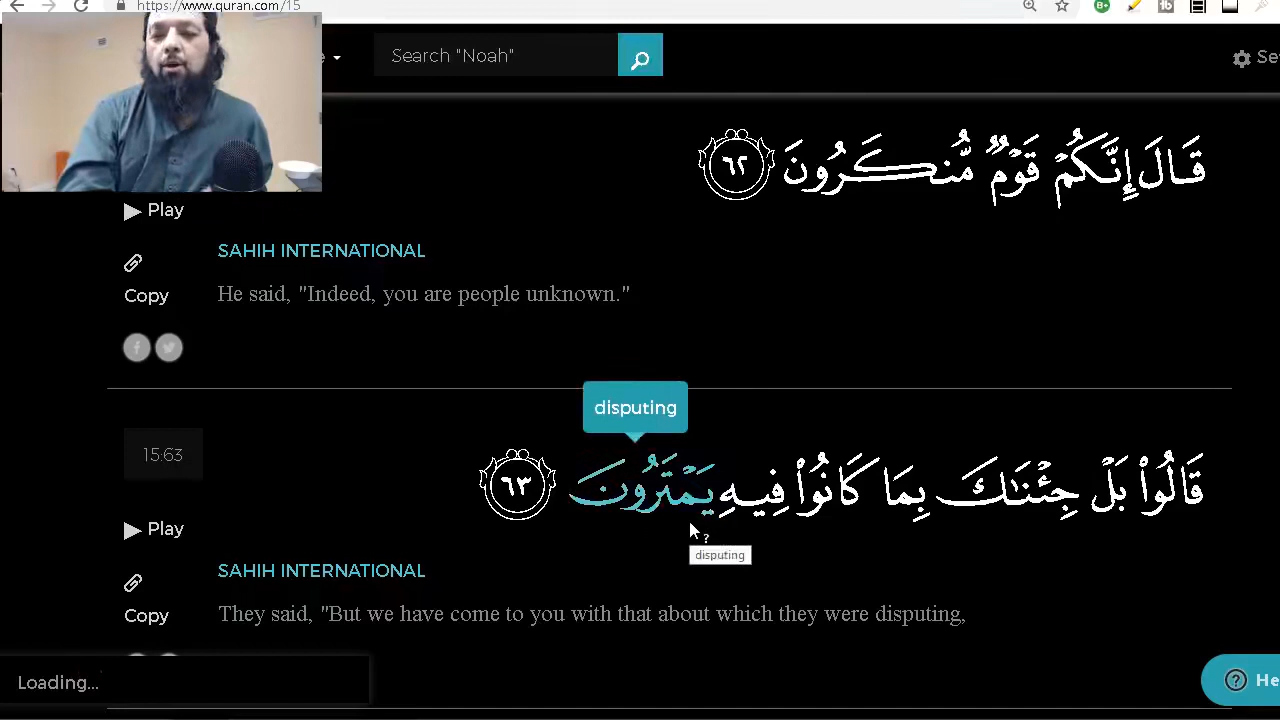 https://www.quran.com/15
Search "Noah"
Se
قَالَ إِنَّكُمْ قَوْمٌ مُّنكَرُونَ ٦٢
Play
SAHIH INTERNATIONAL
Copy
He said, "Indeed, you are people unknown."
disputing
15:63
قَالُوا۟ بَلْ جِئْنَـٰكَ بِمَا كَانُوا۟ فِيهِ يَمْتَرُونَ ٦٣
Play
disputing
SAHIH INTERNATIONAL
Copy
They said, "But we have come to you with that about which they were disputing,
Loading...
He